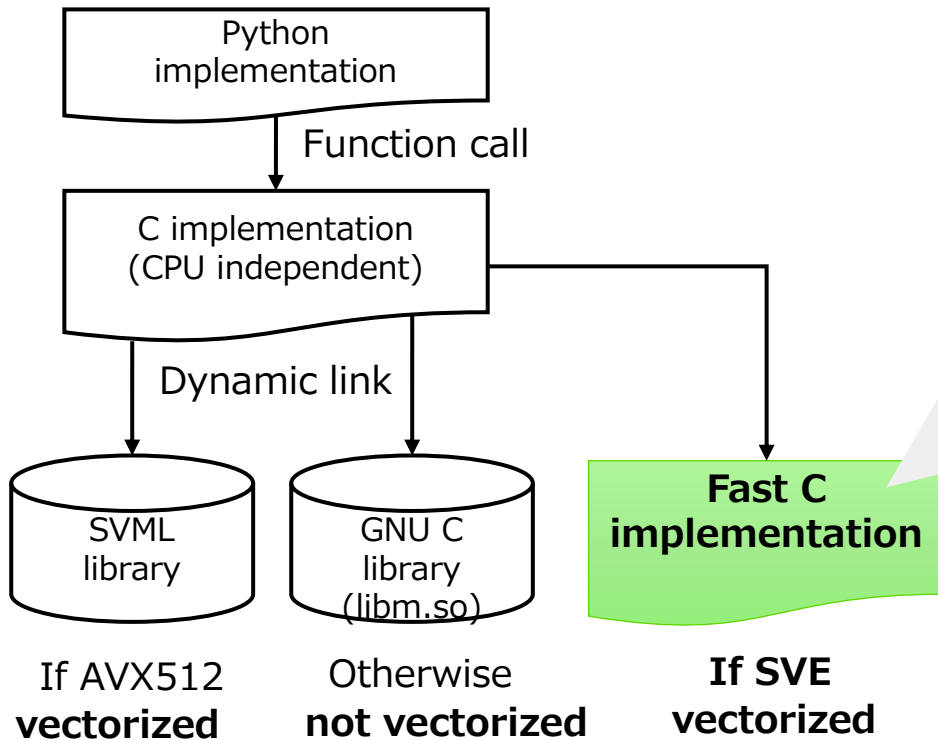 Python
implementation
Function call
C implementation
(CPU independent)
Dynamic link
SVML
library
GNU C
library
(libm.so)
Fast C
implementation
If AVX512
vectorized
Otherwise
not vectorized
If SVE
vectorized